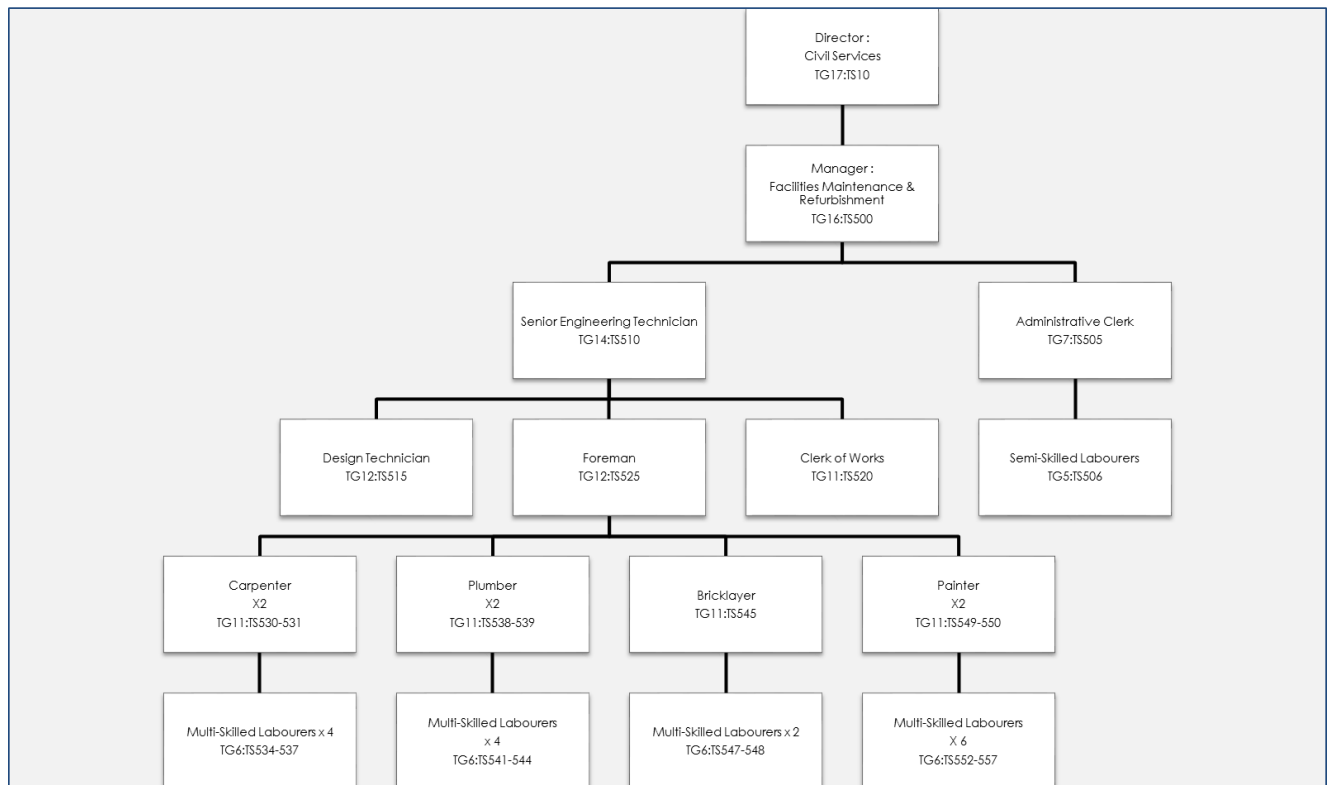 Director :
Civil Services
TG17:TS10
Manager :
Facilities Maintenance &
Refurbishment
TG16:TS500
Senior Engineering Technician
TG14:TS510
Administrative Clerk
TG7:TS505
Design Technician
TG12:TS515
Foreman
TG12:TS525
Clerk of Works
TG11:TS520
Semi-Skilled Labourers
TG5:TS506
Carpenter
X2
TG11:TS530-531
Plumber
X2
TG11:TS538-539
Bricklayer
TG11:TS545
Painter
X2
TG11:TS549-550
Multi-Skilled Labourers x 4
TG6:TS534-537
Multi-Skilled Labourers
x 4
TG6:TS541-544
Multi-Skilled Labourers x 2
TG6:TS547-548
Multi-Skilled Labourers
X 6
TG6:TS552-557